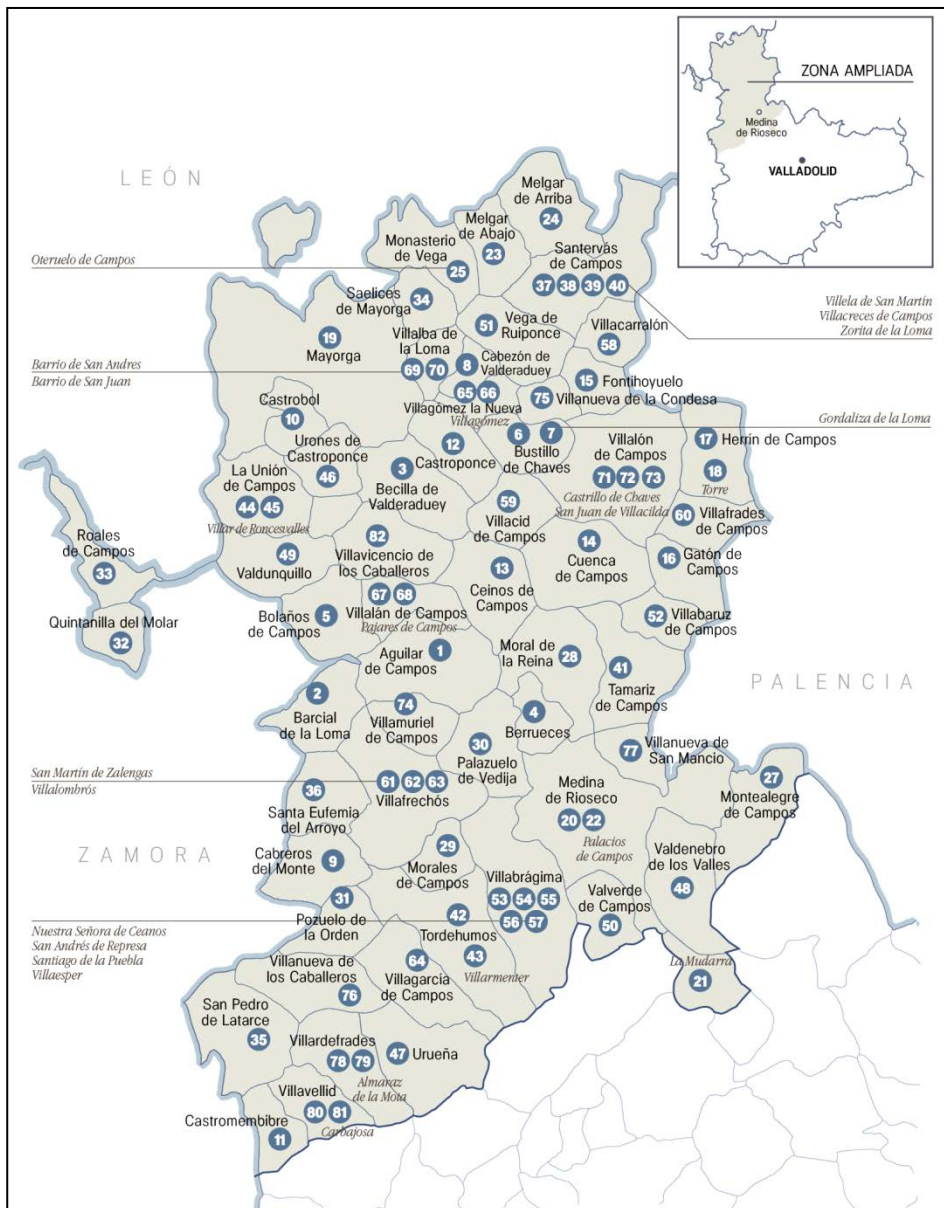 ZONA AMPLIADA
Medina
de Rioseco
VALLADOLID
LEÓN
Melgar
de Arriba
24
Melgar
de Abajo
23
Monasterio
de Vega
25
Oteruelo de Campos
Santervás
de Campos
37 38 39 40
Villela de San Martín
Villacreces de Campos
Zorita de la Loma
Saelices
de Mayorga
34
Vega de
Ruiponce
51
Villacarralón
58
19
Mayorga
Villalba de
la Loma
69 70
Barrio de San Andres
Barrio de San Juan
8
Cabezón de
Valderaduey
15
Fontihoyuelo
65 66
Villagómez la Nueva
Villagómez
75
Villanueva de la Condesa
Castrobol
10
Gordaliza de la Loma
6 7
Bustillo
de Chaves
12
Castroponce
Villalón
de Campos
71 72 73
Castrillo de Chaves
San Juan de Villacilda
17
Herrín de Campos
18
Torre
Urones de
Castroponce
46
La Unión
de Campos
44 45
Villar de Roncesvalles
3
Becilla de
Valderaduey
59
Villacid
de Campos
60
Villafrades
de Campos
Roales
de Campos
33
49
Valdunquillo
82
Villavicencio de
los Caballeros
14
Cuenca
de Campos
16
Gatón de
Campos
13
Ceinos de
Campos
Quintanilla del Molar
32
Bolaños
de Campos
5
67 68
Villalán de Campos
Pajares de Campos
52
Villabaruz
de Campos
Aguilar
de Campos
1
Moral de
la Reina
28
41
Tamariz
de Campos
PALENCIA
2
Barcial
de la Loma
74
Villamuriel
de Campos
4
Berrueces
30
Palazuelo
de Vedija
77
Villanueva de
San Mancio
27
Montealegre
de Campos
San Martín de Zalengas
Villalombrós
61 62 63
Villafrechós
36
Santa Eufemia
del Arroyo
Medina
de Rioseco
20 22
Palacios
de Campos
ZAMORA
Cabreros
del Monte
9
29
Morales
de Campos
Valdenebro
de los Valles
48
Villabrágima
53 54 55
56 57
Valverde
de Campos
50
31
Pozuelo de
la Orden
42
Tordehumos
43
Villarmenter
Nuestra Señora de Ceanos
San Andrés de Represa
Santiago de la Puebla
Villaesper
La Mudarra
21
Villanueva de
los Caballeros
76
64
Villagarcía
de Campos
San Pedro
de Latarce
35
Villardefrades
78 79
Almaraz
de la Mota
47
Urueña
Villavellid
80 81
Carbajosa
Castromembibre
11